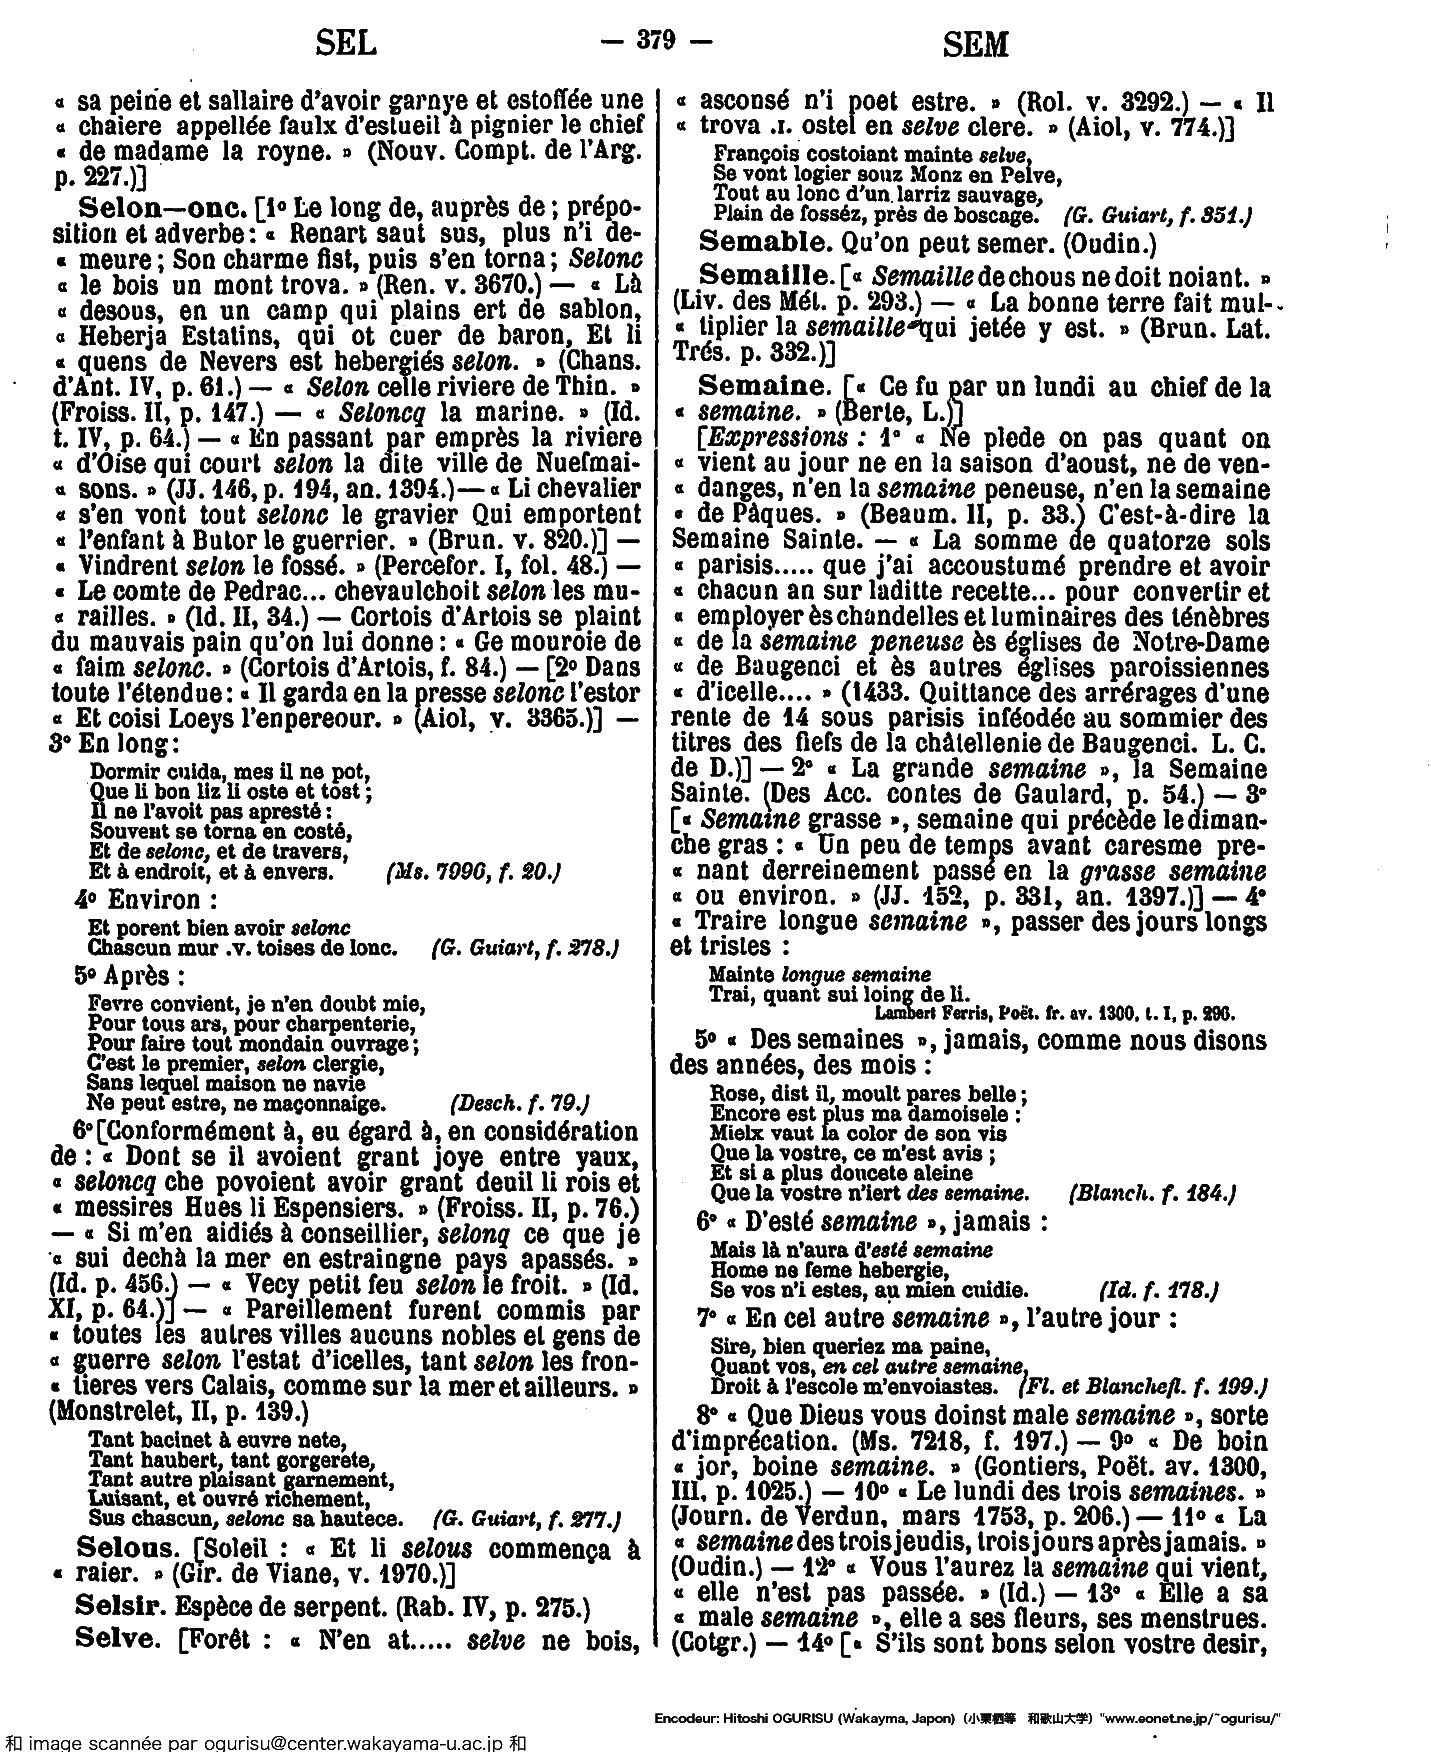 SEL
— 379 —
SEM
« sa peine et sallaire d'avoir garnye et estoffée une
« chaiere appellée faulx d'estueil à pignier le chief
« de madame la royne. » (Nouv. Compt. de l'Arg.
p. 227.)]
Selon—onc. [1º Le long de, auprès de ; prépo-
sition et adverbe : « Renart saut sus, plus n'i de-
« meure ; Son charme fist, puis s'en torna ; Selonc
« le bois un mont trova. » (Ren. v. 3670.) — « Là
« desous, en un camp qui plains ert de sablon,
« Heberja Estatins, qui ot cuer de baron, Et li
« quens de Nevers est hebergiés selon. » (Chans.
d'Ant. IV, p. 61.) — « Selon celle riviere de Thin. »
(Froiss. II, p. 147.) — « Seloncq la marine. » (Id.
t. IV, p. 64.) — « En passant par emprès la riviere
« d'Oise qui court selon la dite ville de Nuefmai-
« sons. » (JJ. 146, p. 194, an. 1394.) — « Li chevalier
« s'en vont tout selonc le gravier Qui emportent
« l'enfant à Butor le guerrier. » (Brun. v. 820.)] —
« Vindrent selon le fossé. » (Percefor. I, fol. 48.) —
« Le comte de Pedrac... chevaulchoit selon les mu-
« railles. » (Id. II, 34.) — Cortois d'Artois se plaint
du mauvais pain qu'on lui donne : « Ge mouroie de
« faim selonc. » (Cortois d'Artois, f. 84.) — [2º Dans
toute l'étendue : « Il garda en la presse selonc l'estor
« Et coisi Loeys l'enpereour. » (Aiol, v. 3365.)] —
3º En long :
Dormir cuida, mes il ne pot,
Que li bon liz li oste et tost ;
Il ne l'avoit pas apresté :
Souvent se torna en costé,
Et de selonc, et de travers,
Et à endroit, et à envers. (Ms. 7996, f. 20.)
4º Environ :
Et porent bien avoir selonc
Chascun mur .v. toises de lonc. (G. Guiart, f. 278.)
5º Après :
Fevre convient, je n'en doubt mie,
Pour tous ars, pour charpenterie,
Pour faire tout mondain ouvrage ;
C'est le premier, selon clergie,
Sans lequel maison ne navie
Ne peut estre, ne maçonnaige. (Desch. f. 79.)
6º [Conformément à, eu égard à, en considération
de : « Dont se il avoient grant joye entre yaux,
« seloncq che povoient avoir grant deuil li rois et
« messires Hues li Espensiers. » (Froiss. II, p. 76.)
— « Si m'en aidiés à conseillier, selonq ce que je
« sui dechà la mer en estraingne pays apassés. »
(Id. p. 456.) — « Vecy petit feu selon le froit. » (Id.
XI, p. 64.)] — « Pareillement furent commis par
« toutes les autres villes aucuns nobles et gens de
« guerre selon l'estat d'icelles, tant selon les fron-
« tieres vers Calais, comme sur la mer et ailleurs. »
(Monstrelet, II, p. 139.)
Tant bacinet à euvre nete,
Tant haubert, tant gorgerete,
Tant autre plaisant garnement,
Luisant, et ouvré richement,
Sus chascun, selonc sa hautece. (G. Guiart, f. 277.)
Selous. [Soleil : « Et li selous commença à
« raier. » (Gir. de Viane, v. 1970.)]
Selsir. Espèce de serpent. (Rab. IV, p. 275.)
Selve. [Forêt : « N'en at..... selve ne bois,
« asconsé n'i poet estre. » (Rol. v. 3292.) — « Il
« trova .I. ostel en selve clere. » (Aiol, v. 774.)]
François costoiant mainte selve,
Se vont logier souz Monz en Pelve,
Tout au lonc d'un larriz sauvage,
Plain de fosséz, près de boscage. (G. Guiart, f. 351.)
Semable. Qu'on peut semer. (Oudin.)
Semaille. [« Semaille de chous ne doit noiant. »
(Liv. des Mét. p. 293.) — « La bonne terre fait mul-
« tiplier la semaille qui jetée y est. » (Brun. Lat.
Trés. p. 332.)]
Semaine. [« Ce fu par un lundi au chief de la
« semaine. » (Berte, L.)]
[Expressions : 1º « Ne plede on pas quant on
« vient au jour ne en la saison d'aoust, ne de ven-
« danges, n'en la semaine peneuse, n'en la semaine
« de Pâques. » (Beaum. II, p. 33.) C'est-à-dire la
Semaine Sainte. — « La somme de quatorze sols
« parisis..... que j'ai accoustumé prendre et avoir
« chacun an sur laditte recette... pour convertir et
« employer ès chandelles et luminaires des ténèbres
« de la semaine peneuse ès églises de Notre-Dame
« de Baugenci et ès autres églises paroissiennes
« d'icelle.... » (1433. Quittance des arrérages d'une
rente de 14 sous parisis inféodée au sommier des
titres des fiefs de la châtellenie de Baugenci. L. C.
de D.)] — 2º « La grande semaine », la Semaine
Sainte. (Des Acc. contes de Gaulard, p. 54.) — 3º
[« Semaine grasse », semaine qui précède le diman-
che gras : « Un peu de temps avant caresme pre-
« nant derreinement passé en la grasse semaine
« ou environ. » (JJ. 152, p. 331, an. 1397.)] — 4º
« Traire longue semaine », passer des jours longs
et tristes :
Mainte longue semaine
Trai, quant sui loing de li.
Lambert Ferris, Poët. fr. av. 1300, t. I, p. 296.
5º « Des semaines », jamais, comme nous disons
des années, des mois :
Rose, dist il, moult pares belle ;
Encore est plus ma damoisele :
Mielx vaut la color de son vis
Que la vostre, ce m'est avis ;
Et si a plus doucete aleine
Que la vostre n'iert des semaine. (Blanch. f. 184.)
6º « D'esté semaine », jamais :
Mais là n'aura d'esté semaine
Home ne feme hebergie,
Se vos n'i estes, au mien cuidie. (Id. f. 178.)
7º « En cel autre semaine », l'autre jour :
Sire, bien queriez ma paine,
Quant vos, en cel autre semaine,
Droit à l'escole m'envoiastes. (Fl. et Blanchefl. f. 199.)
8º « Que Dieus vous doinst male semaine », sorte
d'imprécation. (Ms. 7218, f. 197.) — 9º « De boin
« jor, boine semaine. » (Gontiers, Poët. av. 1300,
III, p. 1025.) — 10º « Le lundi des trois semaines. »
(Journ. de Verdun, mars 1753, p. 206.) — 11º « La
« semaine des trois jeudis, trois jours après jamais. »
(Oudin.) — 12º « Vous l'aurez la semaine qui vient,
« elle n'est pas passée. » (Id.) — 13º « Elle a sa
« male semaine », elle a ses fleurs, ses menstrues.
(Cotgr.) — 14º [« S'ils sont bons selon vostre desir,
Encodeur: Hitoshi OGURISU (Wakayma, Japon) (小栗栖等 和歌山大学) "www.eonet.ne.jp/~ogurisu/"
和 image scannée par ogurisu@center.wakayama-u.ac.jp 和